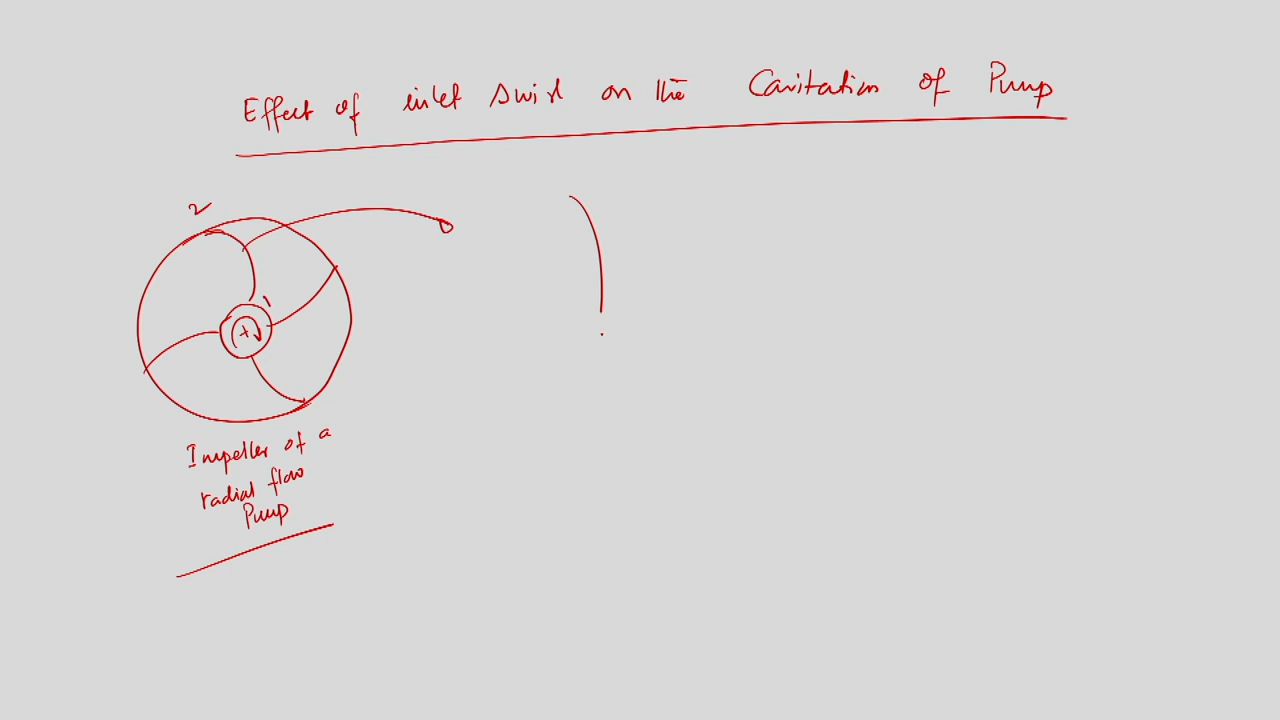 Effect of inlet swirl on the Cavitation of Pump
2
1
Impeller of a
radial flow
Pump